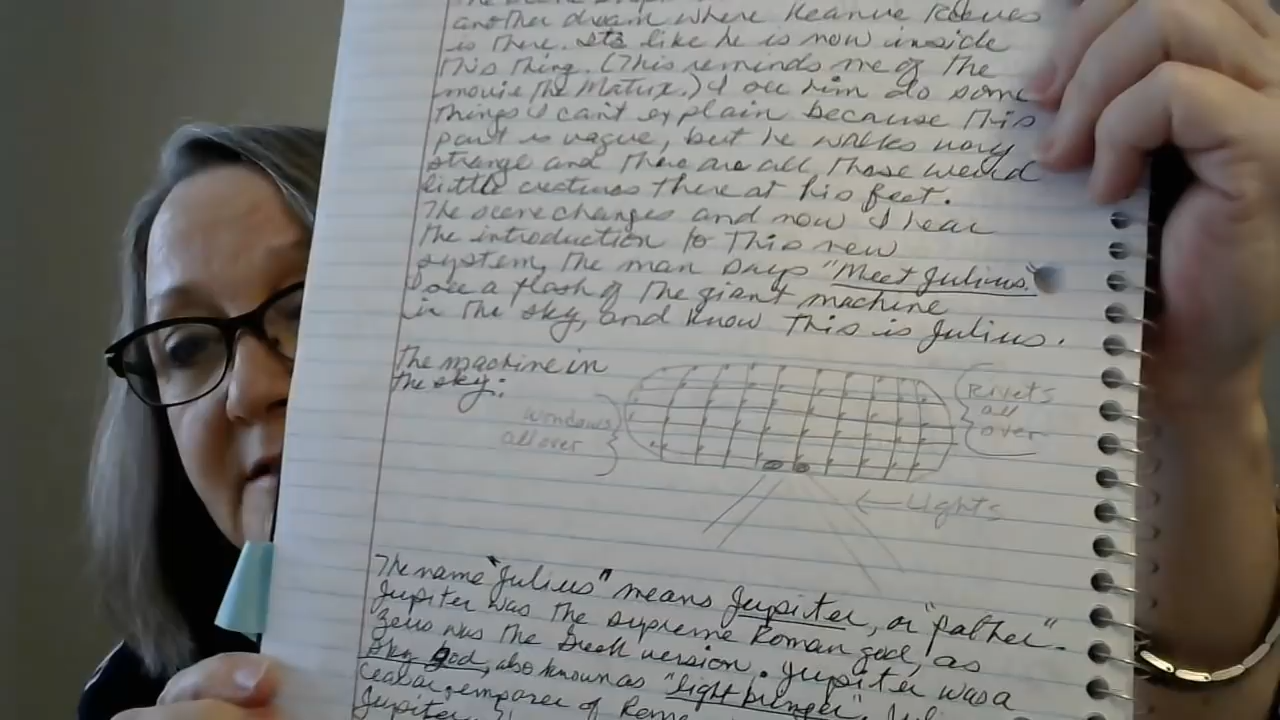 another dream where Keanue Reeves
is there. Its like he is now inside
this thing. (This reminds me of the
movie the Matrix.) I see him do some
things I can't explain because this
part is vague, but he walks very
strange and there are all these weird
little creatures there at his feet.
The scene changes and now I hear
the introduction to this new
system, the man says "Meet Julius."
I see a flash of the giant machine
in the sky, and know this is Julius.
The machine in
the sky:
windows
all over
Rivets
all
over
← Lights
The name "Julius" means Jupiter, or "father".
Jupiter was the supreme Roman god, as
Zeus was the Greek version. Jupiter was a
sky god, also known as "light bringer".
Ceasar, emporer of Rome
Jupiter